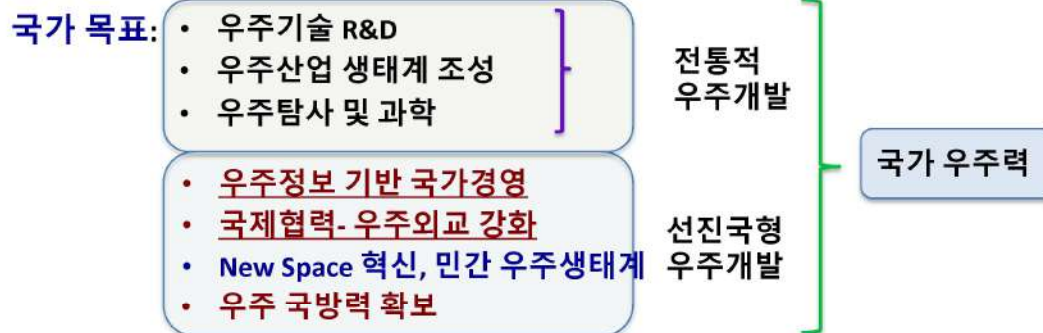 국가 목표:
• 우주기술 R&D
• 우주산업 생태계 조성
• 우주탐사 및 과학
전통적
우주개발
• 우주정보 기반 국가경영
• 국제협력- 우주외교 강화
• New Space 혁신, 민간 우주생태계
• 우주 국방력 확보
선진국형
우주개발
국가 우주력